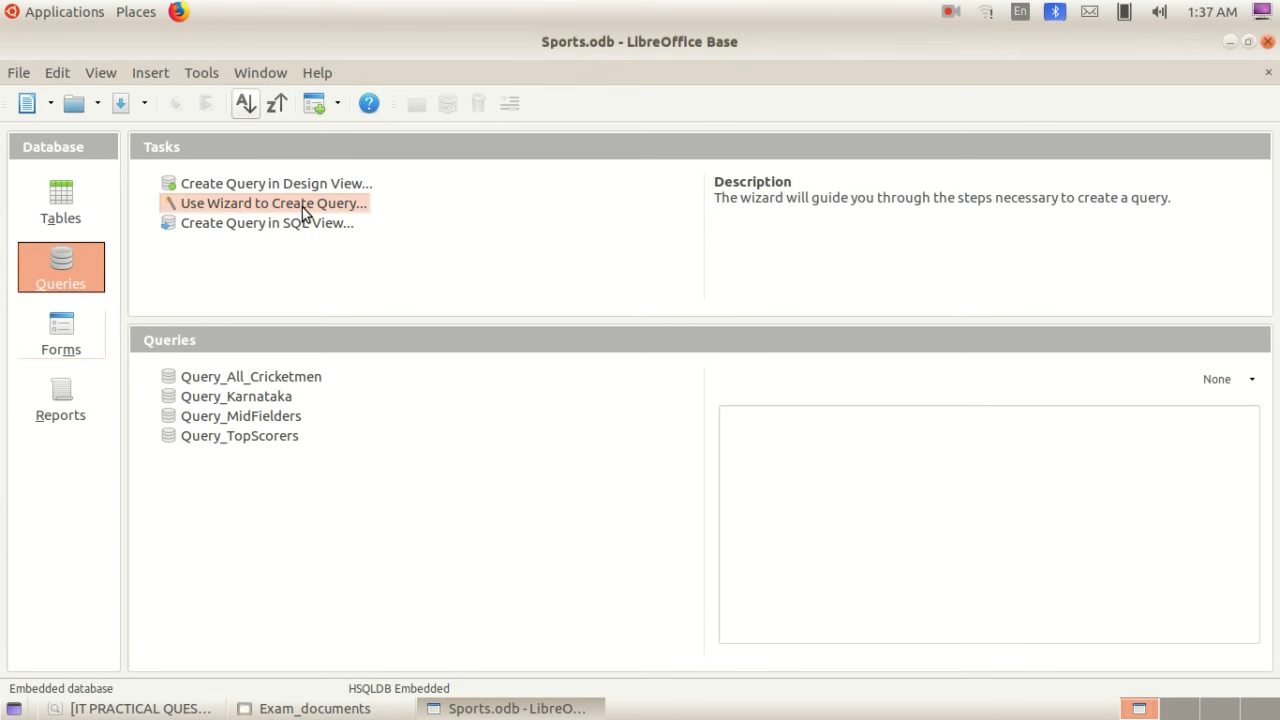 Applications Places En 1:37 AM
Sports.odb - LibreOffice Base
File Edit View Insert Tools Window Help
Database
Tables
Queries
Forms
Reports
Tasks
Create Query in Design View...
Use Wizard to Create Query...
Create Query in SQL View...
Description
The wizard will guide you through the steps necessary to create a query.
Queries
Query_All_Cricketmen
Query_Karnataka
Query_MidFielders
Query_TopScorers
None
Embedded database HSQLDB Embedded
[IT PRACTICAL QUES... Exam_documents Sports.odb - LibreO...